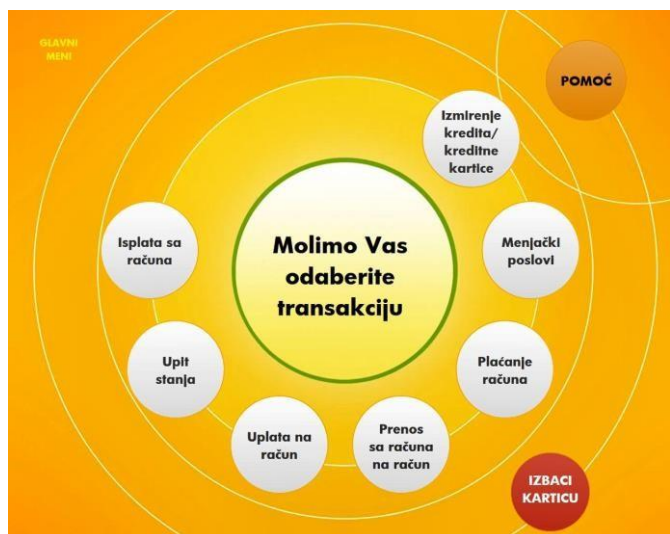 GLAVNI
MENI
POMOĆ
Izmirenje
kredita/
kreditne
kartice
Isplata sa
računa
Molimo Vas
odaberite
transakciju
Menjački
poslovi
Upit
stanja
Plaćanje
računa
Uplata na
račun
Prenos
sa računa
na račun
IZBACI
KARTICU